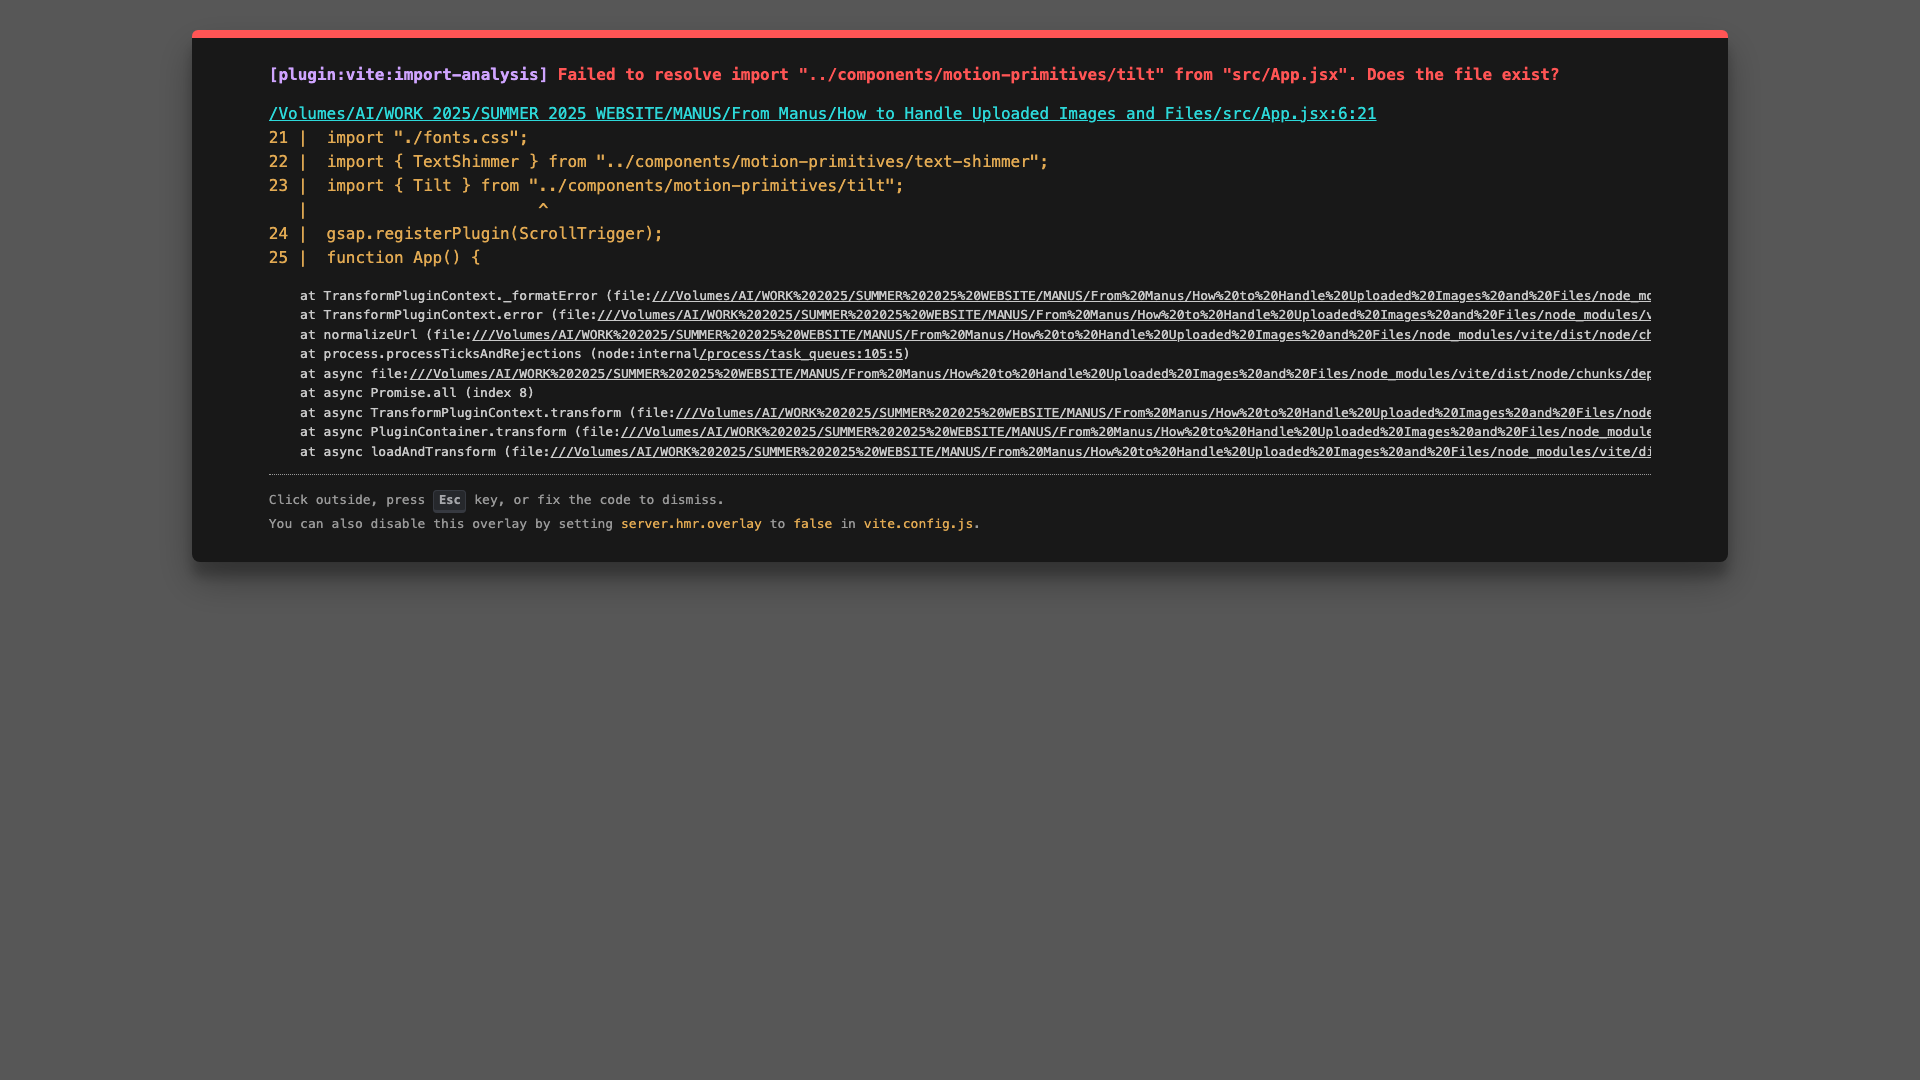 [plugin:vite:import-analysis] Failed to resolve import "../components/motion-primitives/tilt" from "src/App.jsx". Does the file exist?
/Volumes/AI/WORK 2025/SUMMER 2025 WEBSITE/MANUS/From Manus/How to Handle Uploaded Images and Files/src/App.jsx:6:21
21 |  import "./fonts.css";
22 |  import { TextShimmer } from "../components/motion-primitives/text-shimmer";
23 |  import { Tilt } from "../components/motion-primitives/tilt";
   |                        ^
24 |  gsap.registerPlugin(ScrollTrigger);
25 |  function App() {
    at TransformPluginContext._formatError (file:///Volumes/AI/WORK%202025/SUMMER%202025%20WEBSITE/MANUS/From%20Manus/How%20to%20Handle%20Uploaded%20Images%20and%20Files/node_mo
    at TransformPluginContext.error (file:///Volumes/AI/WORK%202025/SUMMER%202025%20WEBSITE/MANUS/From%20Manus/How%20to%20Handle%20Uploaded%20Images%20and%20Files/node_modules/v
    at normalizeUrl (file:///Volumes/AI/WORK%202025/SUMMER%202025%20WEBSITE/MANUS/From%20Manus/How%20to%20Handle%20Uploaded%20Images%20and%20Files/node_modules/vite/dist/node/ch
    at process.processTicksAndRejections (node:internal/process/task_queues:105:5)
    at async file:///Volumes/AI/WORK%202025/SUMMER%202025%20WEBSITE/MANUS/From%20Manus/How%20to%20Handle%20Uploaded%20Images%20and%20Files/node_modules/vite/dist/node/chunks/dep
    at async Promise.all (index 8)
    at async TransformPluginContext.transform (file:///Volumes/AI/WORK%202025/SUMMER%202025%20WEBSITE/MANUS/From%20Manus/How%20to%20Handle%20Uploaded%20Images%20and%20Files/node
    at async PluginContainer.transform (file:///Volumes/AI/WORK%202025/SUMMER%202025%20WEBSITE/MANUS/From%20Manus/How%20to%20Handle%20Uploaded%20Images%20and%20Files/node_module
    at async loadAndTransform (file:///Volumes/AI/WORK%202025/SUMMER%202025%20WEBSITE/MANUS/From%20Manus/How%20to%20Handle%20Uploaded%20Images%20and%20Files/node_modules/vite/di
Click outside, press Esc key, or fix the code to dismiss.
You can also disable this overlay by setting server.hmr.overlay to false in vite.config.js.